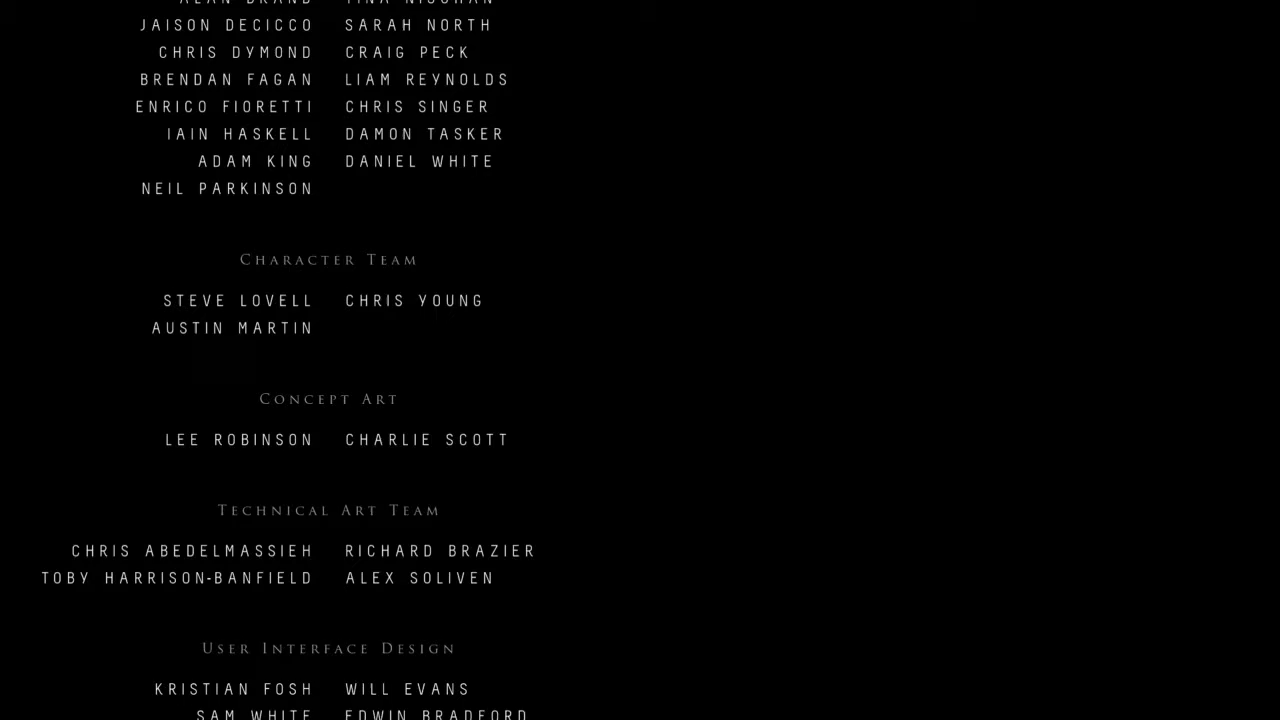 JAISON DECICCO SARAH NORTH
CHRIS DYMOND CRAIG PECK
BRENDAN FAGAN LIAM REYNOLDS
ENRICO FIORETTI CHRIS SINGER
IAIN HASKELL DAMON TASKER
ADAM KING DANIEL WHITE
NEIL PARKINSON
CHARACTER TEAM
STEVE LOVELL CHRIS YOUNG
AUSTIN MARTIN
CONCEPT ART
LEE ROBINSON CHARLIE SCOTT
TECHNICAL ART TEAM
CHRIS ABEDELMASSIEH RICHARD BRAZIER
TOBY HARRISON-BANFIELD ALEX SOLIVEN
USER INTERFACE DESIGN
KRISTIAN FOSH WILL EVANS
SAM WHITE EDWIN BRADFORD